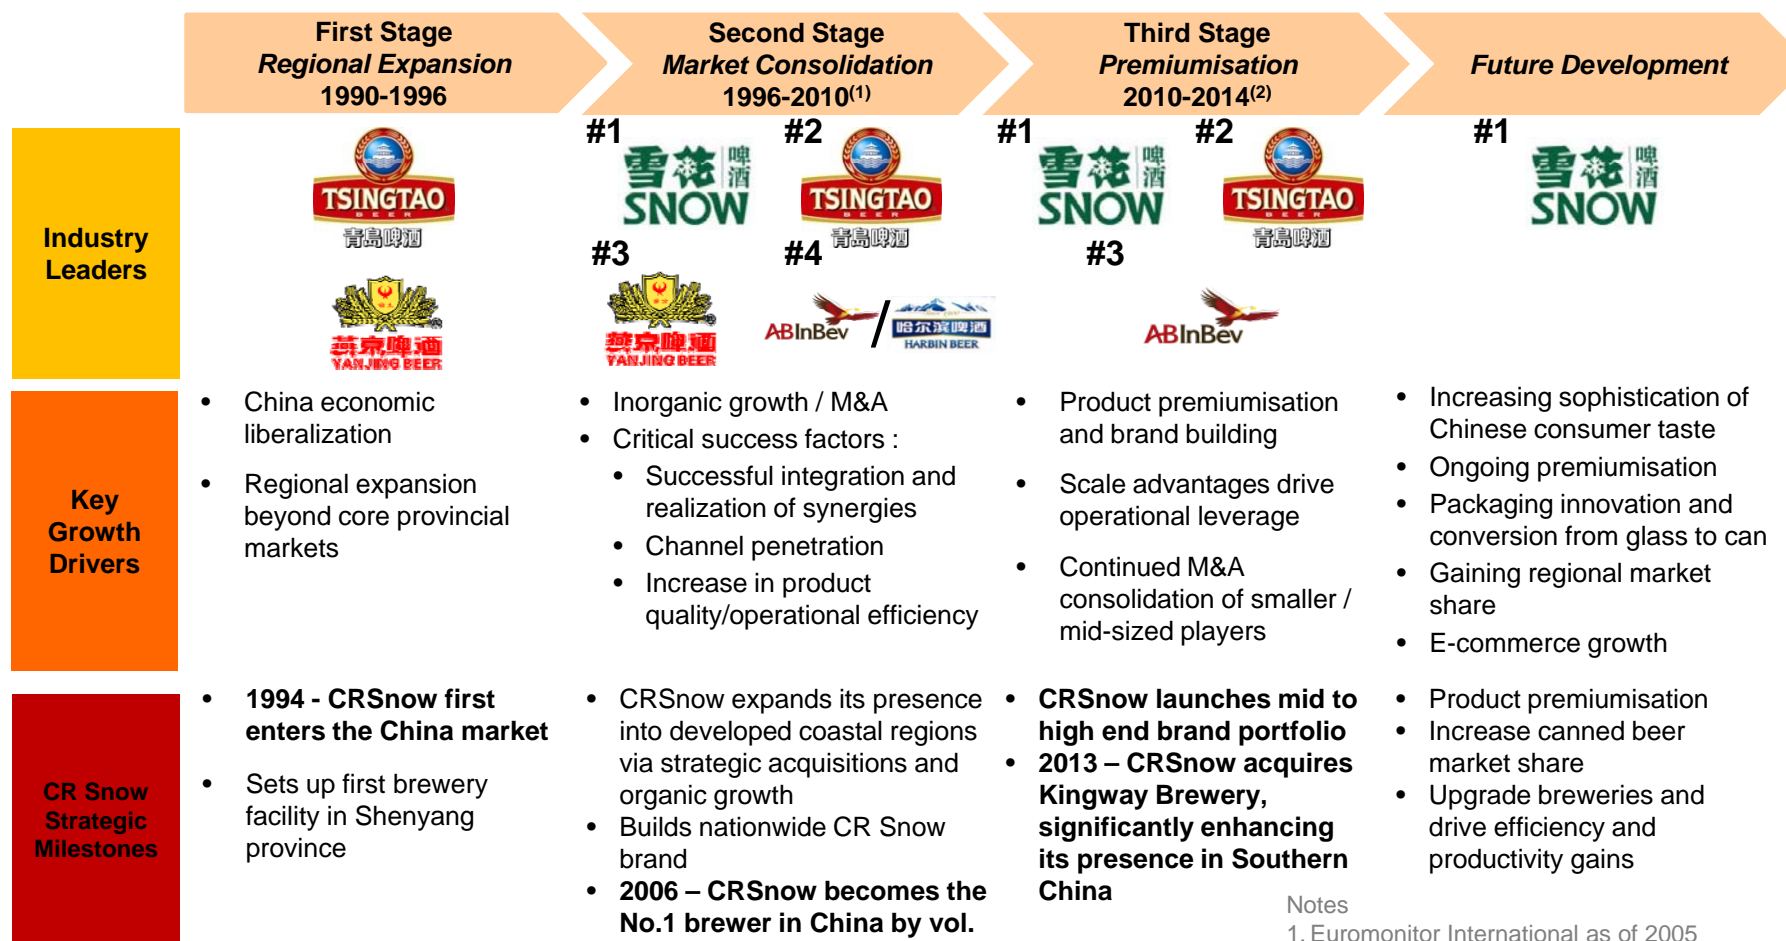 First Stage
Regional Expansion
1990-1996
Second Stage
Market Consolidation
1996-2010(1)
Third Stage
Premiumisation
2010-2014(2)
Future Development
Industry
Leaders
TSINGTAO
BEER
青島啤酒
燕京啤酒
YANJING BEER
#1
雪花 啤酒
SNOW
#2
TSINGTAO
BEER
青島啤酒
#3
燕京啤酒
YANJING BEER
#4
ABInBev
/
哈尔滨啤酒
HARBIN BEER
#1
雪花 啤酒
SNOW
#2
TSINGTAO
BEER
青島啤酒
#3
ABInBev
#1
雪花 啤酒
SNOW
Key
Growth
Drivers
• China economic
liberalization
• Regional expansion
beyond core provincial
markets
• Inorganic growth / M&A
• Critical success factors :
• Successful integration and
realization of synergies
• Channel penetration
• Increase in product
quality/operational efficiency
• Product premiumisation
and brand building
• Scale advantages drive
operational leverage
• Continued M&A
consolidation of smaller /
mid-sized players
• Increasing sophistication of
Chinese consumer taste
• Ongoing premiumisation
• Packaging innovation and
conversion from glass to can
• Gaining regional market
share
• E-commerce growth
CR Snow
Strategic
Milestones
• 1994 - CRSnow first
enters the China market
• Sets up first brewery
facility in Shenyang
province
• CRSnow expands its presence
into developed coastal regions
via strategic acquisitions and
organic growth
• Builds nationwide CR Snow
brand
• 2006 – CRSnow becomes the
No.1 brewer in China by vol.
• CRSnow launches mid to
high end brand portfolio
• 2013 – CRSnow acquires
Kingway Brewery,
significantly enhancing
its presence in Southern
China
• Product premiumisation
• Increase canned beer
market share
• Upgrade breweries and
drive efficiency and
productivity gains
Notes
1. Euromonitor International as of 2005